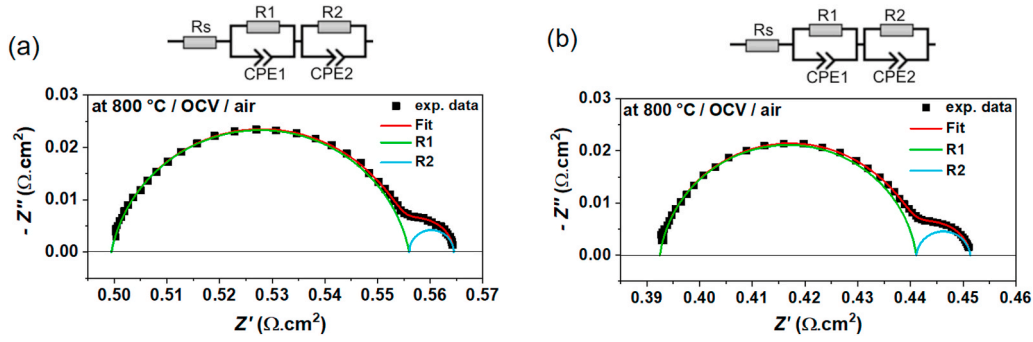 (a)
Rs
R1
R2
CPE1
CPE2
at 800 °C / OCV / air
exp. data
Fit
R1
R2
0.03
0.02
0.01
0.00
- Z″ (Ω.cm²)
0.50 0.51 0.52 0.53 0.54 0.55 0.56 0.57
Z′ (Ω.cm²)
(b)
Rs
R1
R2
CPE1
CPE2
at 800 °C / OCV / air
exp. data
Fit
R1
R2
0.03
0.02
0.01
0.00
- Z″ (Ω.cm²)
0.39 0.40 0.41 0.42 0.43 0.44 0.45 0.46
Z′ (Ω.cm²)